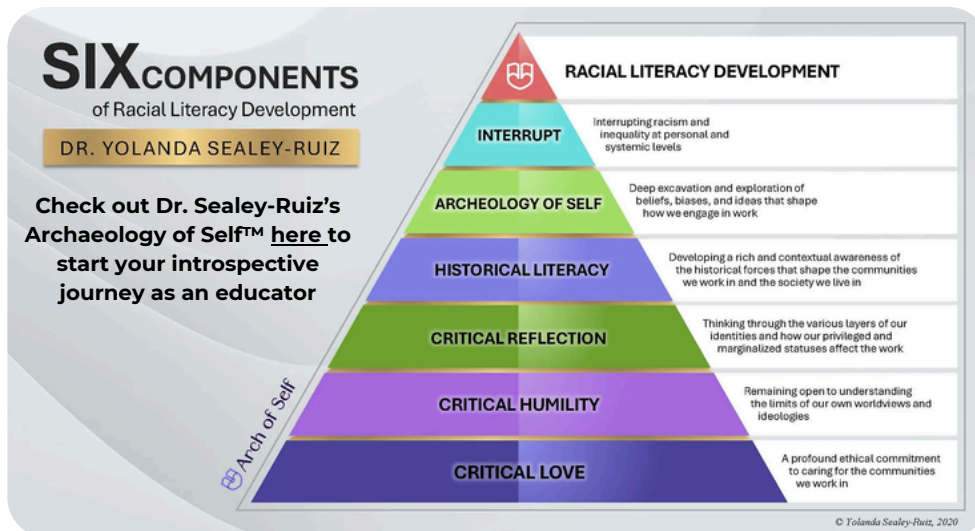 SIX COMPONENTS
of Racial Literacy Development
DR. YOLANDA SEALEY-RUIZ
Check out Dr. Sealey-Ruiz's
Archaeology of Self™ here to
start your introspective
journey as an educator
RACIAL LITERACY DEVELOPMENT
INTERRUPT
Interrupting racism and
inequality at personal and
systemic levels
ARCHEOLOGY OF SELF
Deep excavation and exploration of
beliefs, biases, and ideas that shape
how we engage in work
HISTORICAL LITERACY
Developing a rich and contextual awareness of
the historical forces that shape the communities
we work in and the society we live in
CRITICAL REFLECTION
Thinking through the various layers of our
identities and how our privileged and
marginalized statuses affect the work
CRITICAL HUMILITY
Remaining open to understanding
the limits of our own worldviews and
ideologies
CRITICAL LOVE
A profound ethical commitment
to caring for the communities
we work in
Arch of Self
© Yolanda Sealey-Ruiz, 2020